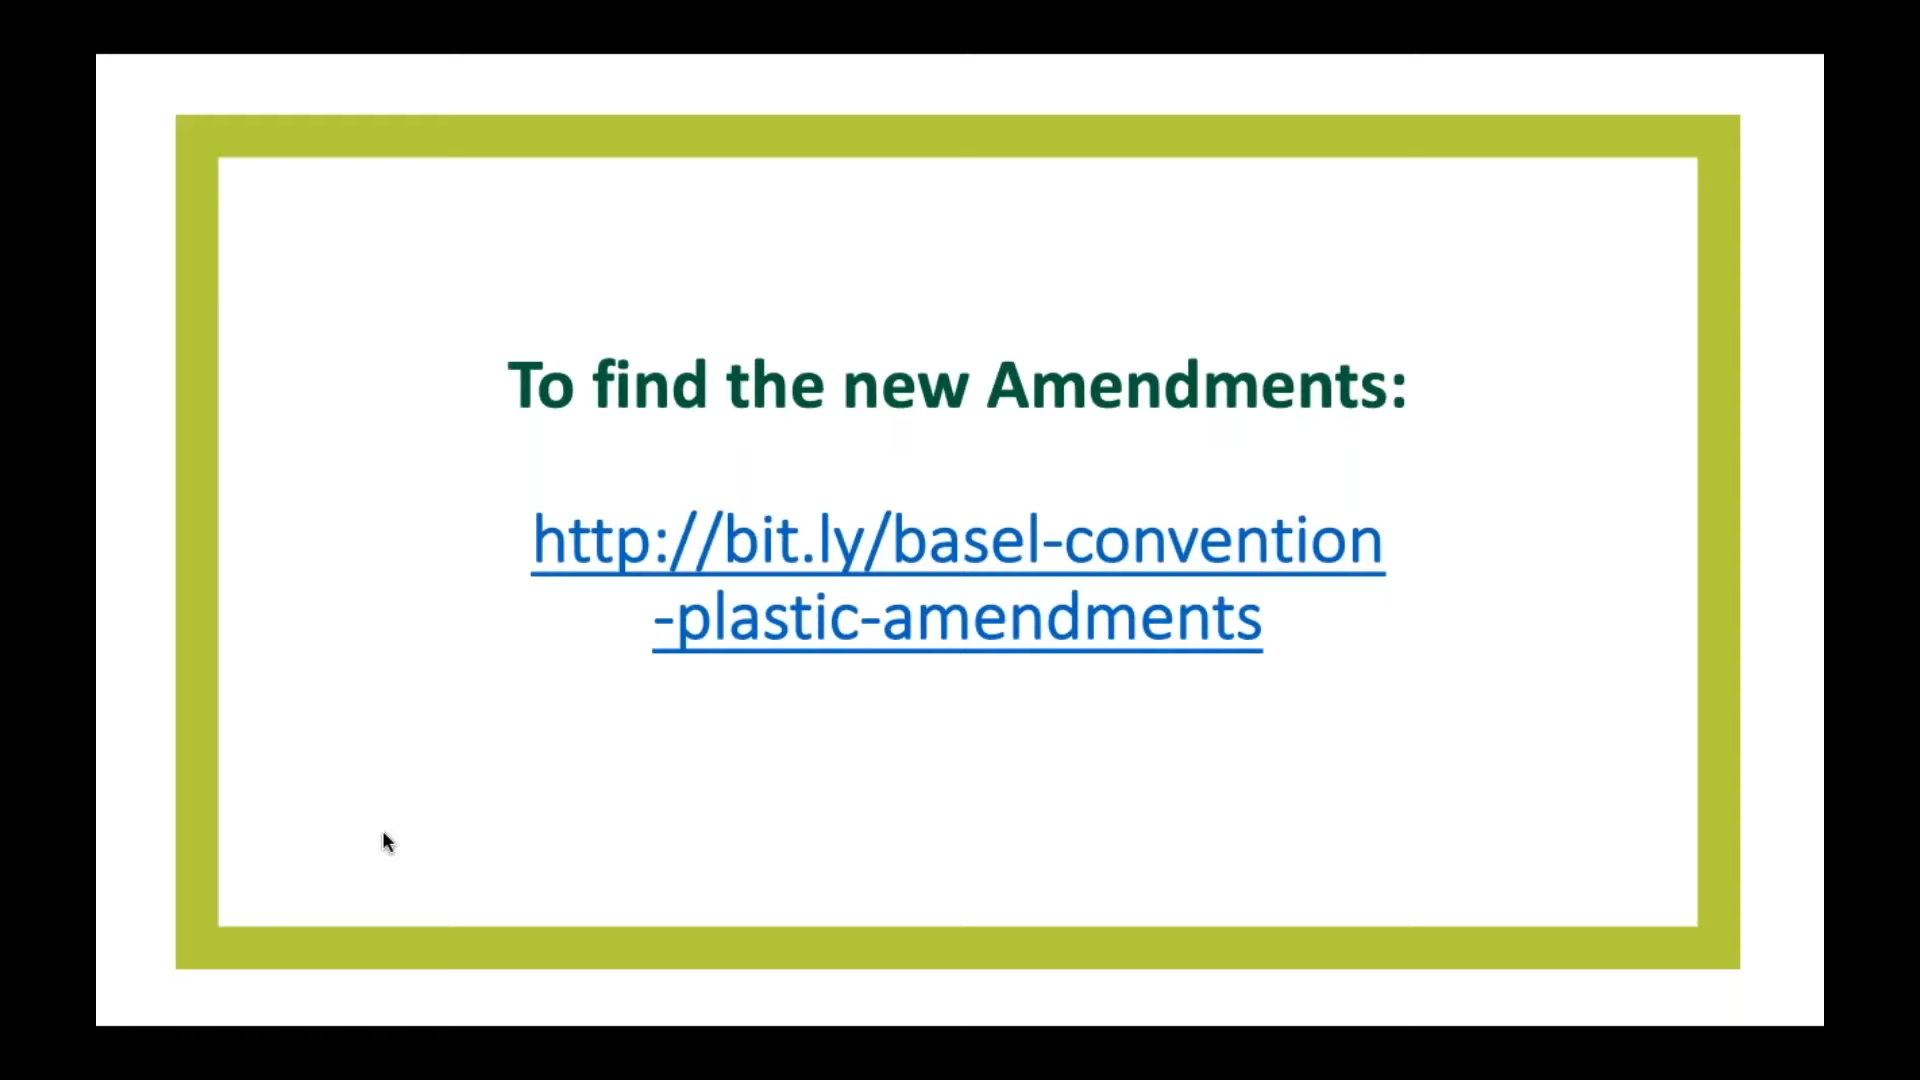 To find the new Amendments:
http://bit.ly/basel-convention
-plastic-amendments